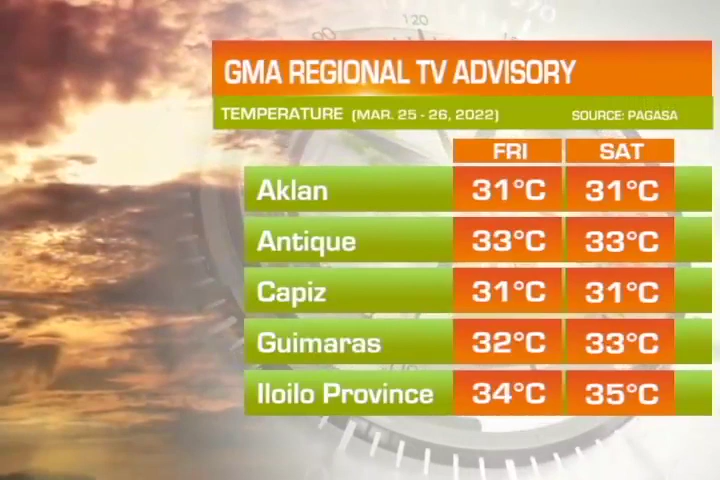 120
GMA REGIONAL TV ADVISORY
TEMPERATURE (MAR. 25 - 26, 2022) SOURCE: PAGASA
FRI SAT
Aklan 31°C 31°C
Antique 33°C 33°C
Capiz 31°C 31°C
Guimaras 32°C 33°C
Iloilo Province 34°C 35°C